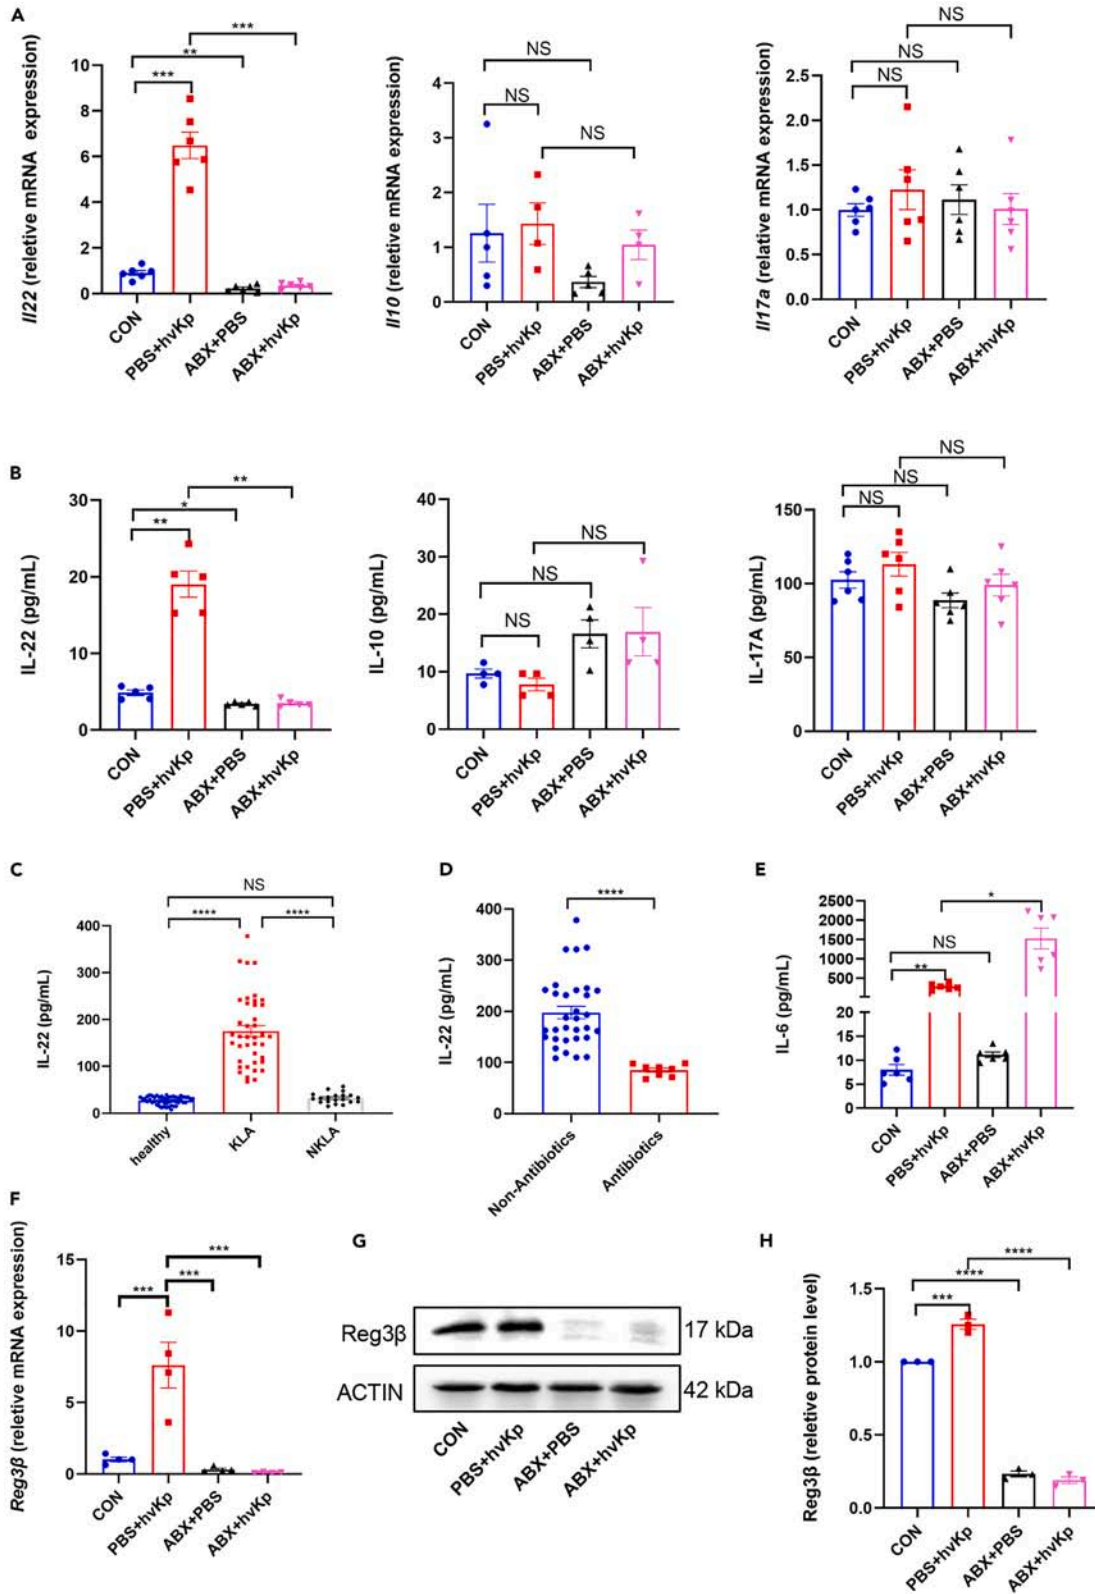 A
Il22 (reletive mRNA expression)
10
8
6
4
2
0
***
**
***
CON
PBS+hvKp
ABX+PBS
ABX+hvKp
Il10 (reletive mRNA expression)
4
3
2
1
0
NS
NS
NS
CON
PBS+hvKp
ABX+PBS
ABX+hvKp
Il17a (relative mRNA expression)
2.5
2.0
1.5
1.0
0.5
0.0
NS
NS
NS
CON
PBS+hvKp
ABX+PBS
ABX+hvKp
B
IL-22 (pg/mL)
30
20
10
0
**
*
**
CON
PBS+hvKp
ABX+PBS
ABX+hvKp
IL-10 (pg/mL)
40
30
20
10
0
NS
NS
NS
CON
PBS+hvKp
ABX+PBS
ABX+hvKp
IL-17A (pg/mL)
150
100
50
0
NS
NS
NS
CON
PBS+hvKp
ABX+PBS
ABX+hvKp
C
IL-22 (pg/mL)
400
300
200
100
0
NS
****
****
healthy
KLA
NKLA
D
IL-22 (pg/mL)
400
300
200
100
0
****
Non-Antibiotics
Antibiotics
E
IL-6 (pg/mL)
2500
2000
1500
1000
500
20
15
10
5
0
*
NS
**
CON
PBS+hvKp
ABX+PBS
ABX+hvKp
F
Reg3β (reletive mRNA expression)
15
10
5
0
***
***
***
CON
PBS+hvKp
ABX+PBS
ABX+hvKp
G
Reg3β
17 kDa
ACTIN
42 kDa
CON
PBS+hvKp
ABX+PBS
ABX+hvKp
H
Reg3β (reletive protein level)
1.5
1.0
0.5
0.0
****
****
***
CON
PBS+hvKp
ABX+PBS
ABX+hvKp